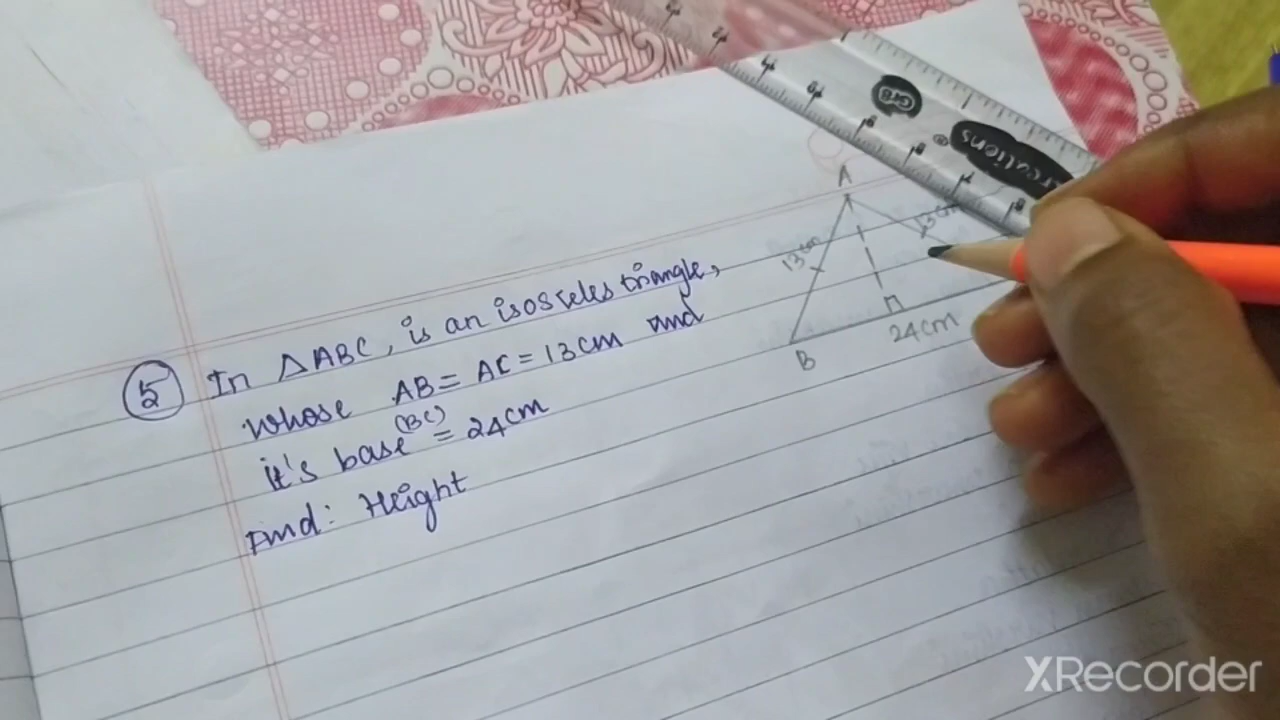 5 In △ABC, is an isosceles triangle,
whose AB = AC = 13cm and
(BC)
it's base = 24cm
Find: Height
A
13cm
13cm
B
24cm
creations
XRecorder